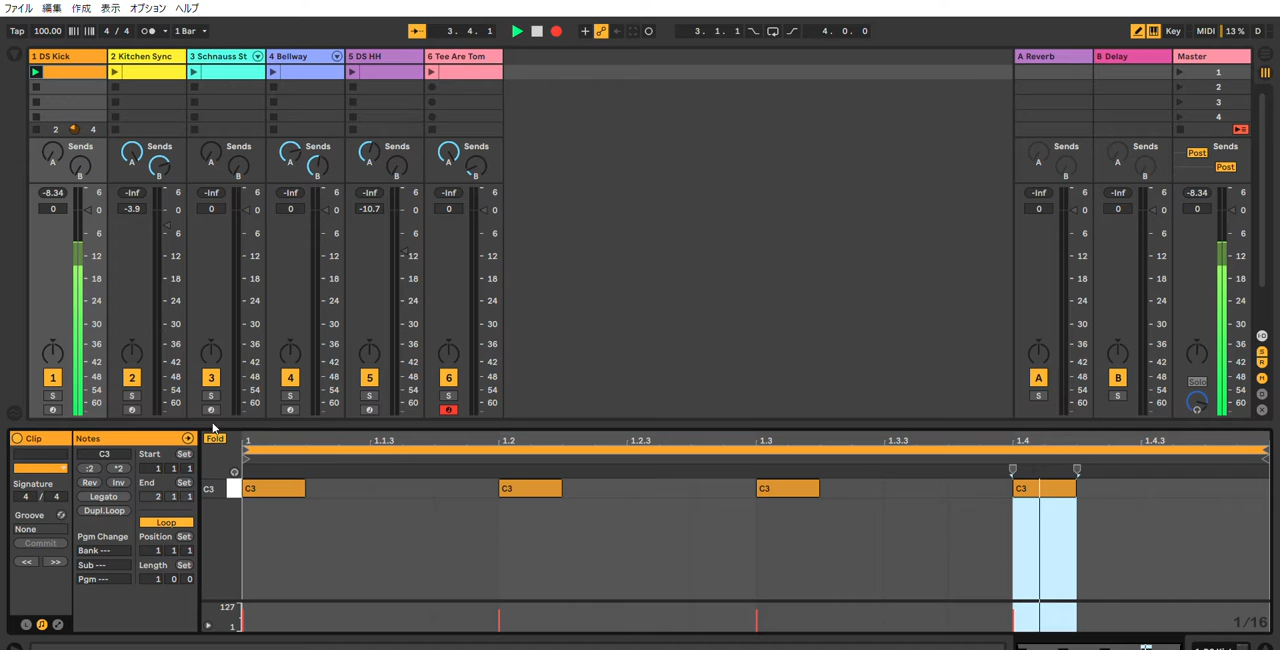 ファイル 編集 作成 表示 オプション ヘルプ
Tap 100.00 4 / 4 1 Bar 3. 4. 1 3. 1. 1 4. 0. 0 Key MIDI 13 % D
1 DS Kick 2 Kitchen Sync 3 Schnauss St 4 Bellway 5 DS HH 6 Tee Are Tom A Reverb B Delay Master
1
2
3
4
2 4
Sends Sends Sends Sends Sends Sends Sends Sends Sends
A A A A A A A A Post
B B B B B B B B Post
-8.34 6 -Inf 6 -Inf 6 -Inf 6 -Inf 6 -Inf 6 -Inf 6 -Inf 6 -8.34 6
0 0 -3.9 0 0 0 0 0 -10.7 0 0 0 0 0 0 0 0 0
6 6 6 6 6 6 6 6 6
12 12 12 12 12 12 12 12 12
18 18 18 18 18 18 18 18 18
24 24 24 24 24 24 24 24 24
30 30 30 30 30 30 30 30 30
36 36 36 36 36 36 36 36 36
42 42 42 42 42 42 42 42 42
1 48 2 48 3 48 4 48 5 48 6 48 A 48 B 48 48
S 54 S 54 S 54 S 54 S 54 S 54 S 54 S 54 Solo 54
60 60 60 60 60 60 60 60 60
S
R
M
D
Clip Notes Fold 1 1.1.3 1.2 1.2.3 1.3 1.3.3 1.4 1.4.3
C3 Start Set
:2 *2 1 1 1
Signature Rev Inv End Set
4 / 4 Legato 2 1 1
Groove Dupl.Loop
None Loop
Commit Pgm Change Position Set
<< >> Bank --- 1 1 1
Sub --- Length Set
Pgm --- 1 0 0
C3 C3 C3 C3 C3
127
1
1/16
L